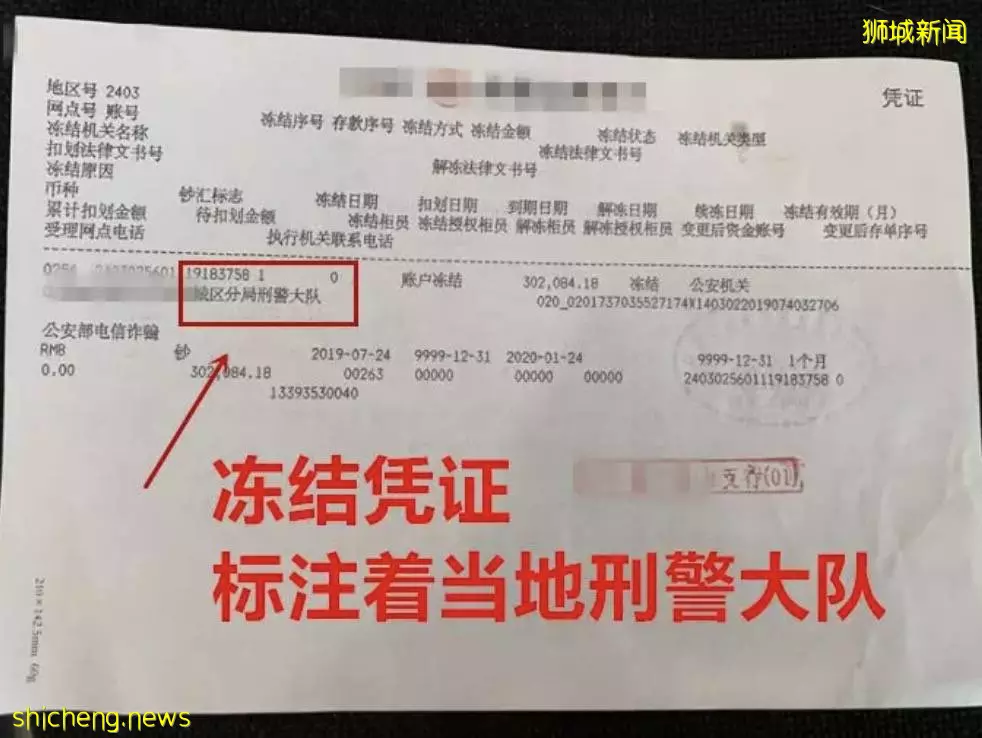 狮城新闻
凭证
地区号 2403
网点号 账号
冻结序号 存款序号 冻结方式 冻结金额 冻结状态 冻结机关类型
冻结机关名称
冻结法律文书号
扣划法律文书号
解冻法律文书号
冻结原因
币种 钞汇标志 冻结日期 扣划日期 到期日期 解冻日期 续冻日期 冻结有效期(月)
累计扣划金额 待扣划金额 冻结柜员 冻结授权柜员 解冻柜员 解冻授权柜员 变更后资金账号 变更后存单序号
受理网点电话 执行机关联系电话
19183758 1 0 账户冻结 302,084.18 冻结 公安机关
区分局刑警大队 020_0201737035527174X1403022019074032706
公安部电信诈骗
RMB 钞 2019-07-24 9999-12-31 2020-01-24 9999-12-31 1个月
0.00 302,084.18 00263 00000 00000 00000 2403025601119183758 0
13393530040
(01)
冻结凭证
标注着当地刑警大队
210×142.5mm 60g
shicheng.news